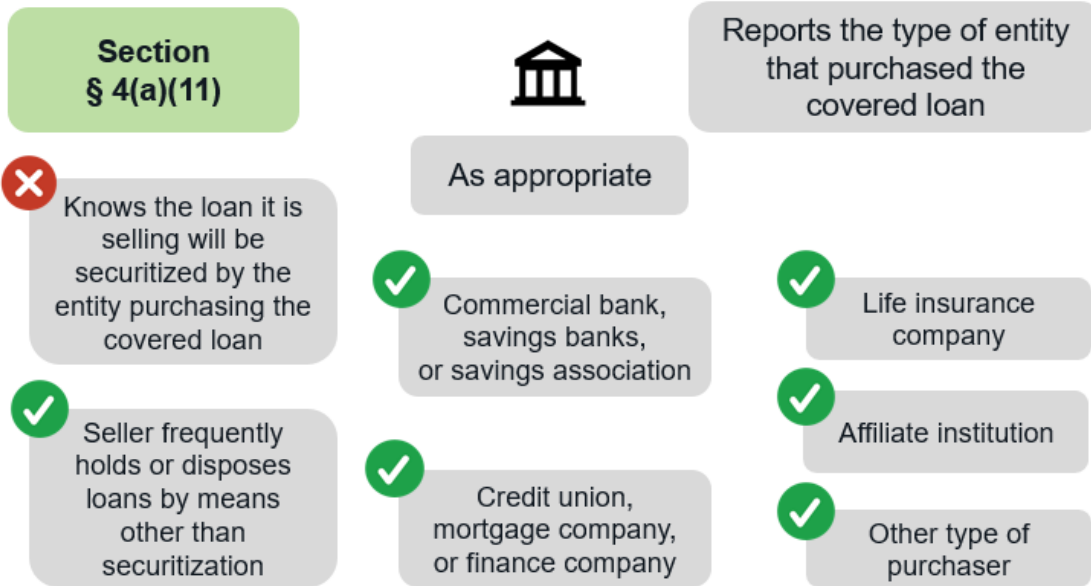 Section
§ 4(a)(11)
Reports the type of entity
that purchased the
covered loan
As appropriate
Knows the loan it is
selling will be
securitized by the
entity purchasing the
covered loan
Seller frequently
holds or disposes
loans by means
other than
securitization
Commercial bank,
savings banks,
or savings association
Credit union,
mortgage company,
or finance company
Life insurance
company
Affiliate institution
Other type of
purchaser